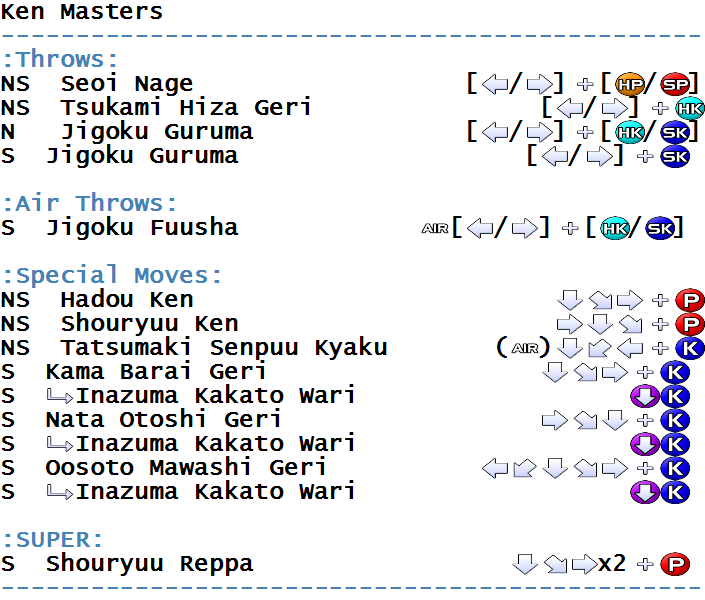 Ken Masters
:Throws:
NS Seoi Nage [←/→] +[HP/SP]
NS Tsukami Hiza Geri [←/→] + HK
N Jigoku Guruma [←/→] +[HK/SK]
S Jigoku Guruma [←/→] + SK
:Air Throws:
S Jigoku Fuusha AIR[←/→] +[HK/SK]
:Special Moves:
NS Hadou Ken ↓↘→ + P
NS Shouryuu Ken →↓↘ + P
NS Tatsumaki Senpuu Kyaku (AIR) ↓↙← + K
S Kama Barai Geri ↓↘→ + K
S ↳Inazuma Kakato Wari ↓K
S Nata Otoshi Geri →↘↓ + K
S ↳Inazuma Kakato Wari ↓K
S Oosoto Mawashi Geri ←↙↓↘→ + K
S ↳Inazuma Kakato Wari ↓K
:SUPER:
S Shouryuu Reppa ↓↘→x2 + P